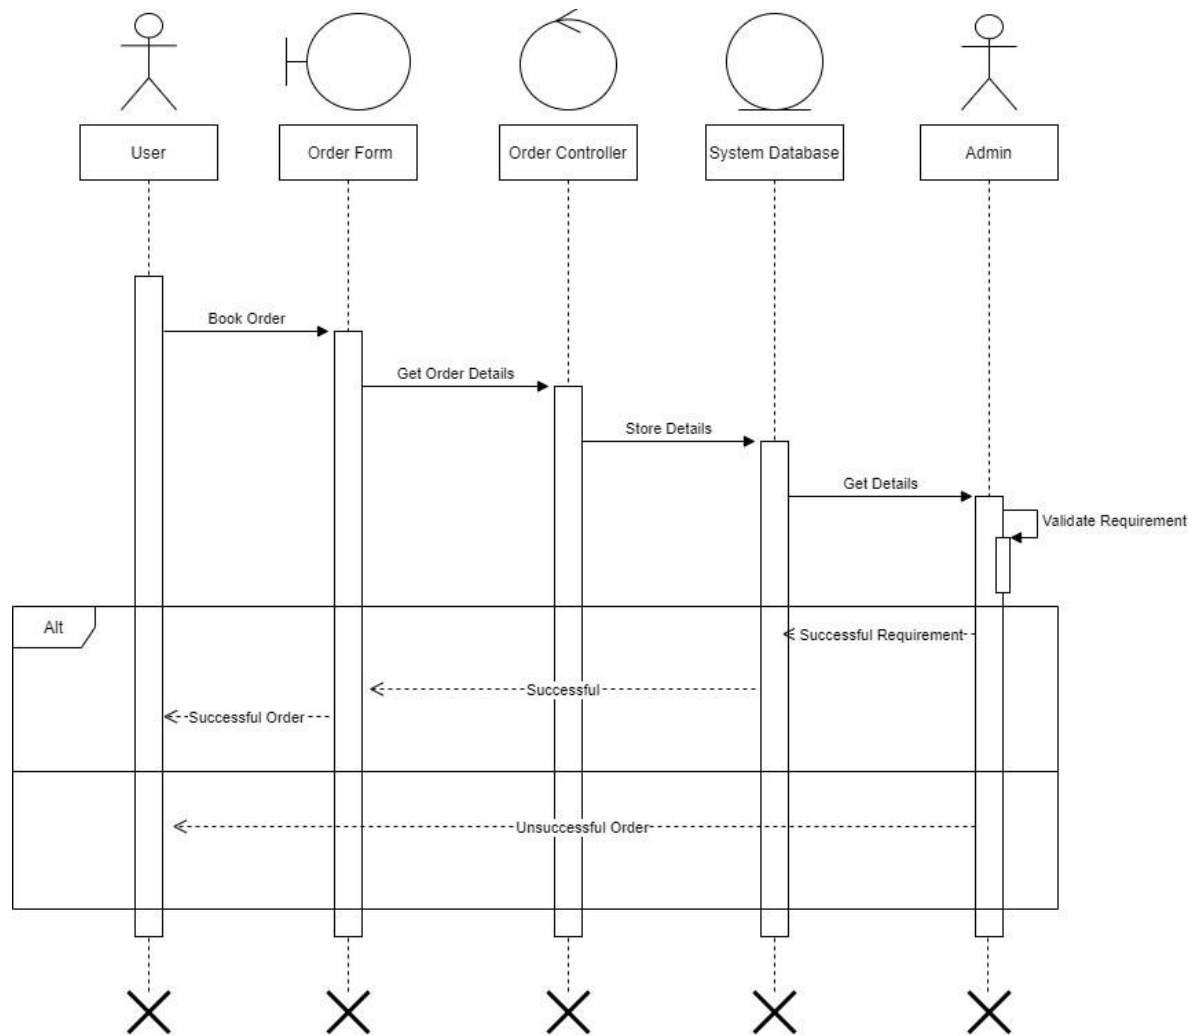 User
Order Form
Order Controller
System Database
Admin
Book Order
Get Order Details
Store Details
Get Details
Validate Requirement
Alt
Successful Requirement
Successful
Successful Order
Unsuccessful Order